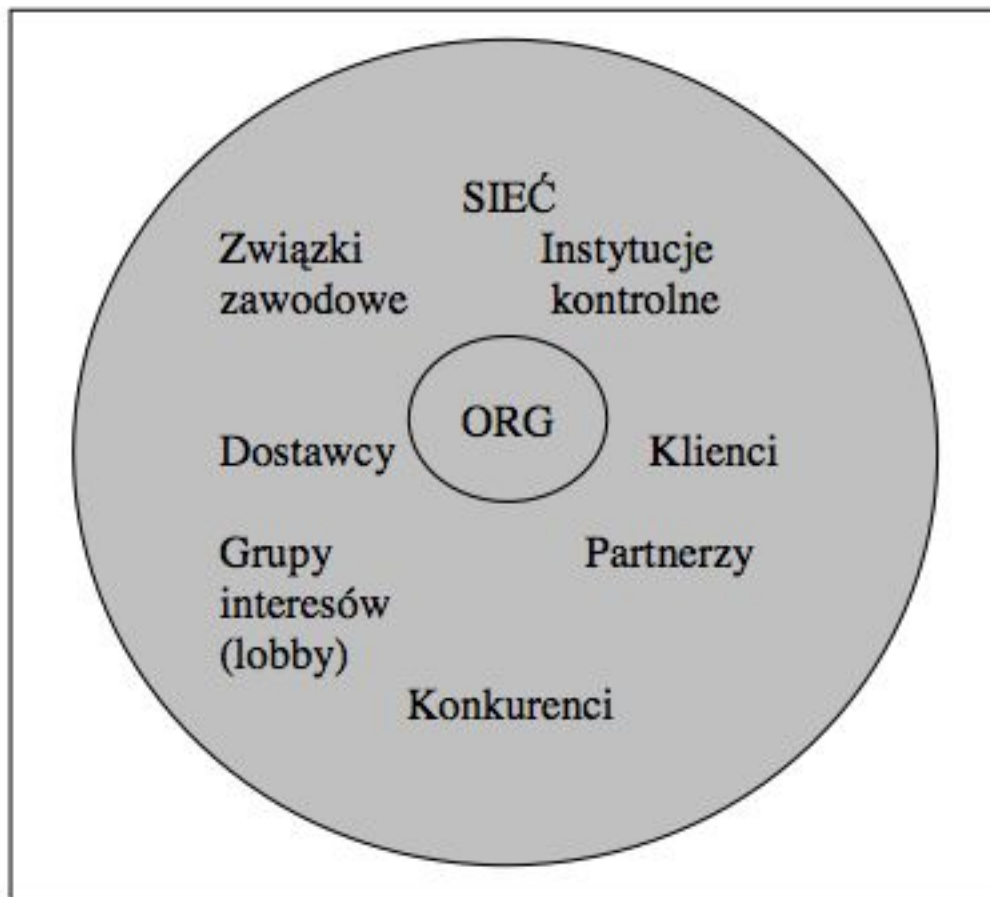 SIEĆ
Związki
zawodowe
Instytucje
kontrolne
ORG
Dostawcy
Klienci
Grupy
interesów
(lobby)
Partnerzy
Konkurenci